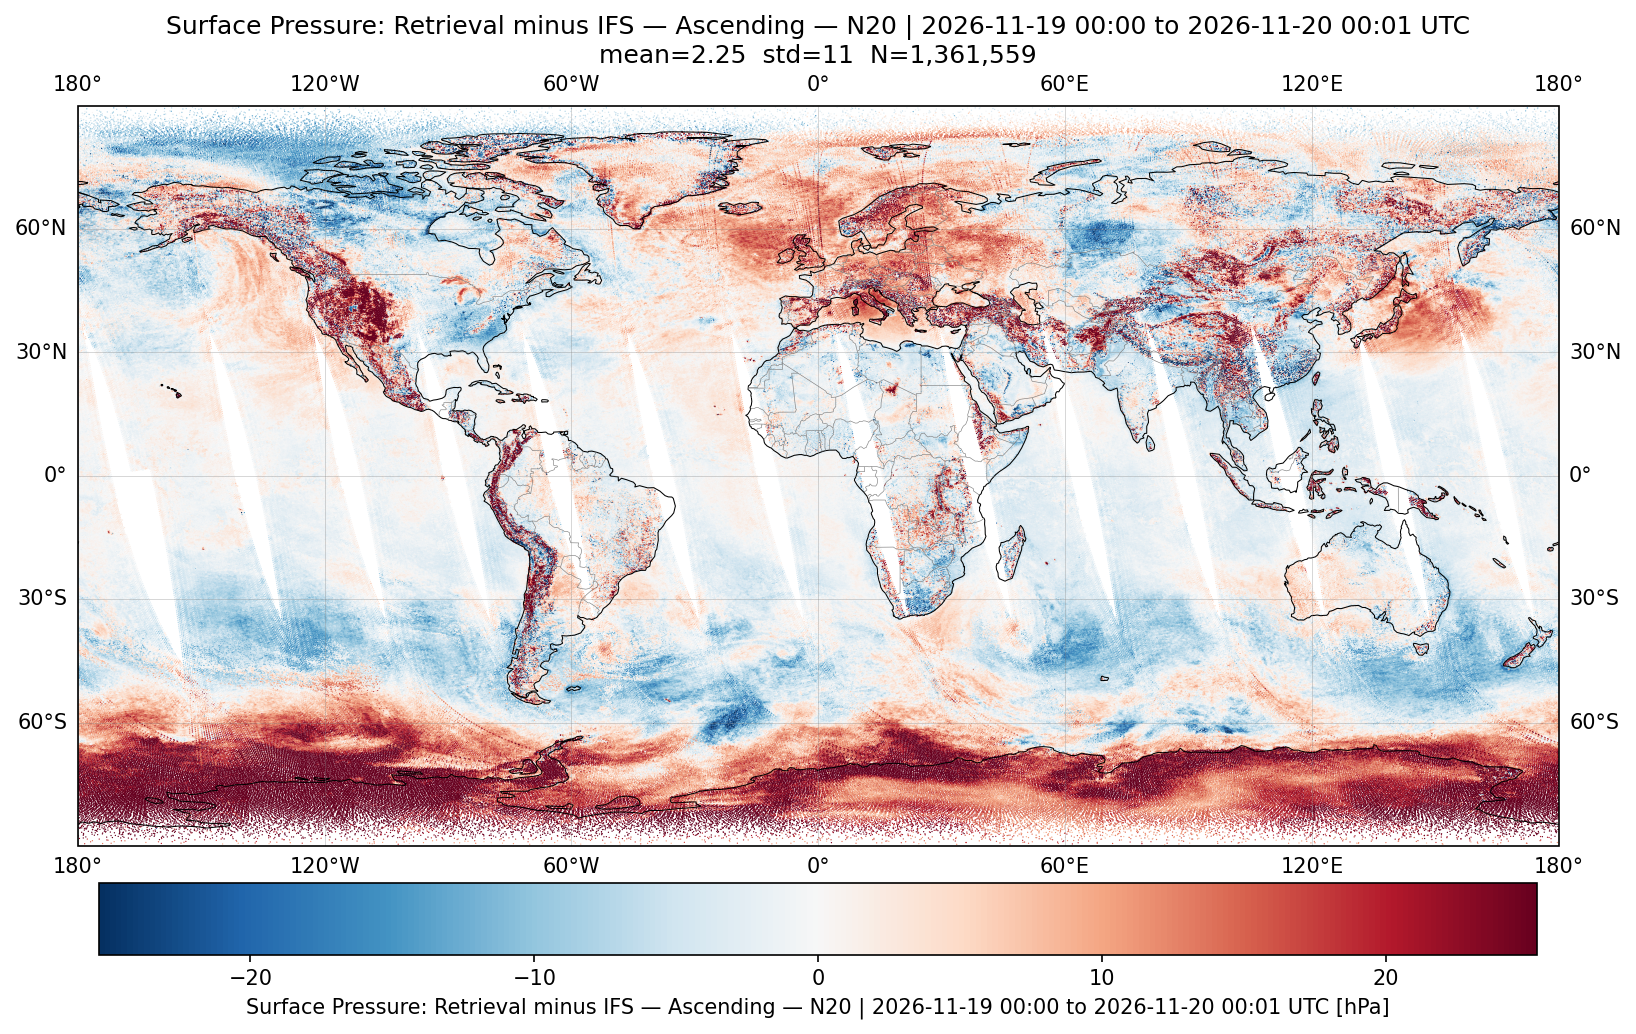 Surface Pressure: Retrieval minus IFS — Ascending — N20 | 2026-11-19 00:00 to 2026-11-20 00:01 UTC
mean=2.25  std=11  N=1,361,559
180° 120°W 60°W 0° 60°E 120°E 180°
60°N 60°N
30°N 30°N
0° 0°
30°S 30°S
60°S 60°S
180° 120°W 60°W 0° 60°E 120°E 180°
−20 −10 0 10 20
Surface Pressure: Retrieval minus IFS — Ascending — N20 | 2026-11-19 00:00 to 2026-11-20 00:01 UTC [hPa]